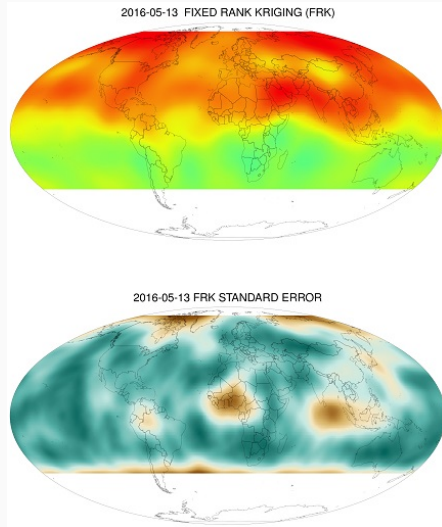 2016-05-13 FIXED RANK KRIGING (FRK)
2016-05-13 FRK STANDARD ERROR